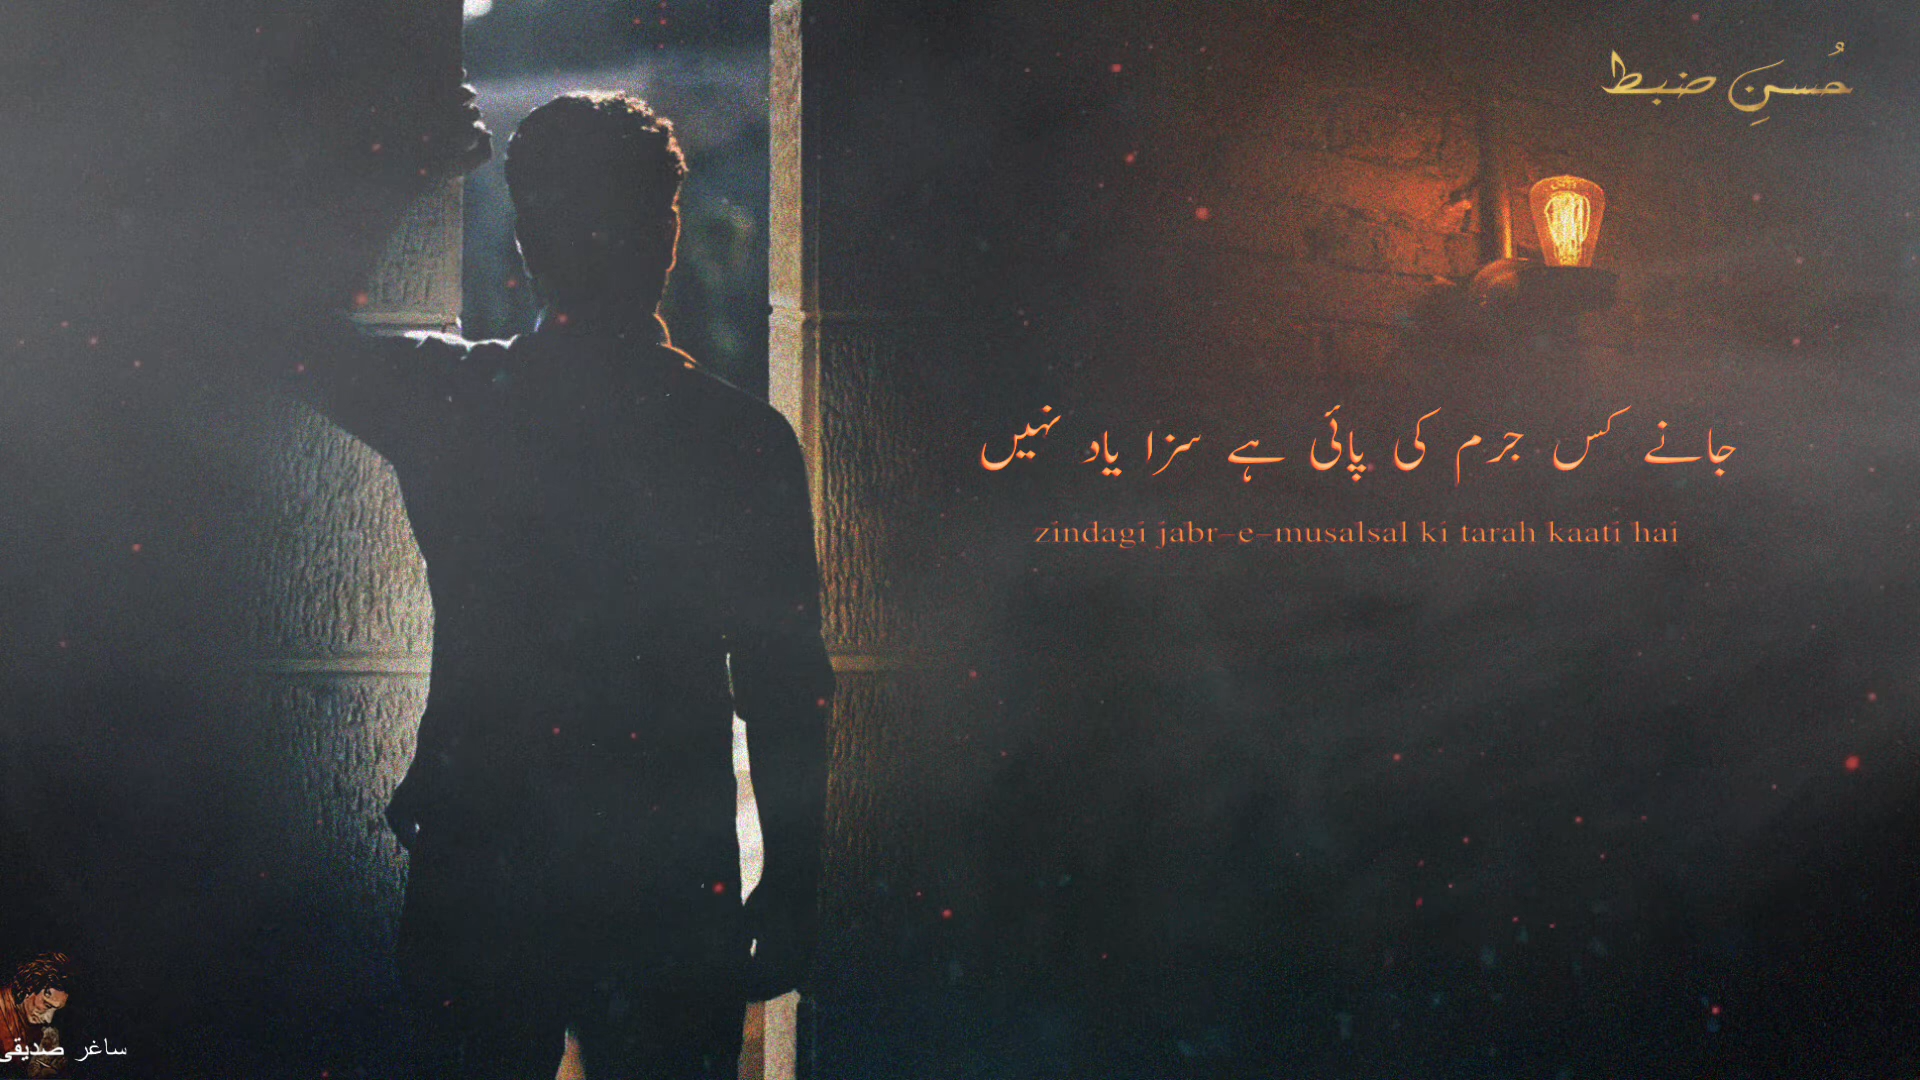 حُسنِ ضبط
جانے کس جرم کی پائی ہے سزا یاد نہیں
zindagi jabr-e-musalsal ki tarah kaati hai
ساغر صدیقی